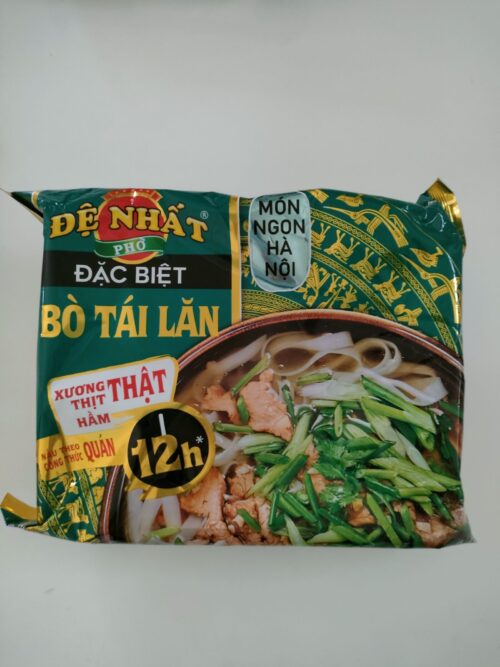 ĐỆ NHẤT®
PHỞ
ĐẶC BIỆT
BÒ TÁI LĂN
MÓN
NGON
HÀ
NỘI
XƯƠNG
THỊT THẬT
HẦM
12h*
NẤU THEO
CÔNG THỨC QUÁN